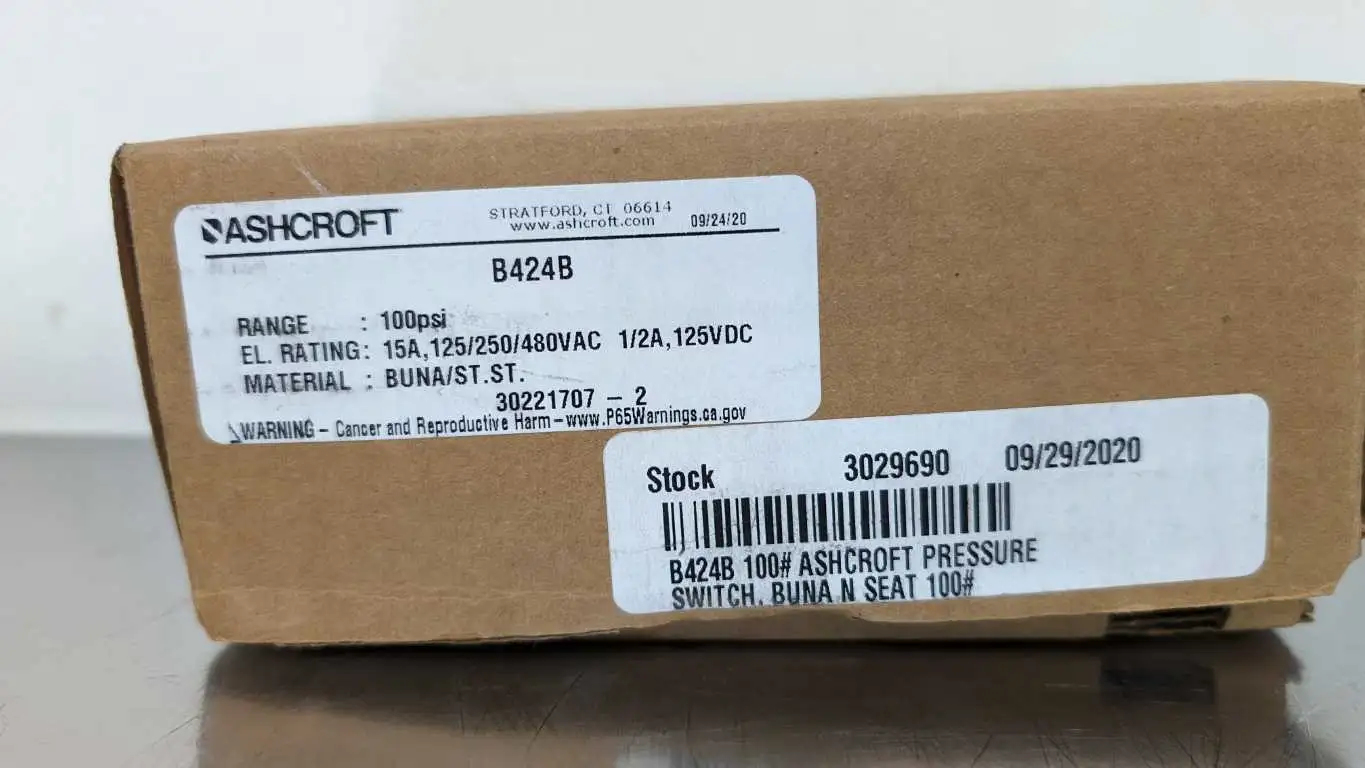 ASHCROFT
STRATFORD, CT 06614
www.ashcroft.com
09/24/20
B424B
RANGE : 100psi
EL. RATING: 15A,125/250/480VAC 1/2A,125VDC
MATERIAL : BUNA/ST.ST.
30221707 - 2
⚠WARNING - Cancer and Reproductive Harm - www.P65Warnings.ca.gov
Stock 3029690 09/29/2020
B424B 100# ASHCROFT PRESSURE
SWITCH, BUNA N SEAT 100#